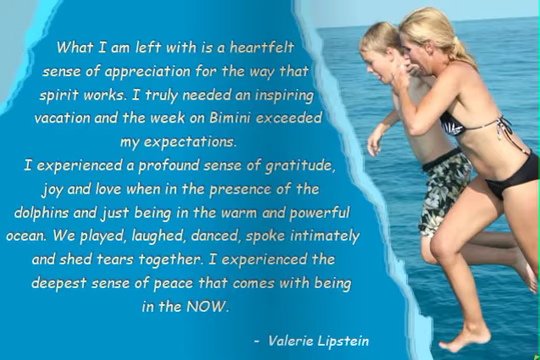 What I am left with is a heartfelt
sense of appreciation for the way that
spirit works. I truly needed an inspiring
vacation and the week on Bimini exceeded
my expectations.
I experienced a profound sense of gratitude,
joy and love when in the presence of the
dolphins and just being in the warm and powerful
ocean. We played, laughed, danced, spoke intimately
and shed tears together. I experienced the
deepest sense of peace that comes with being
in the NOW.
- Valerie Lipstein